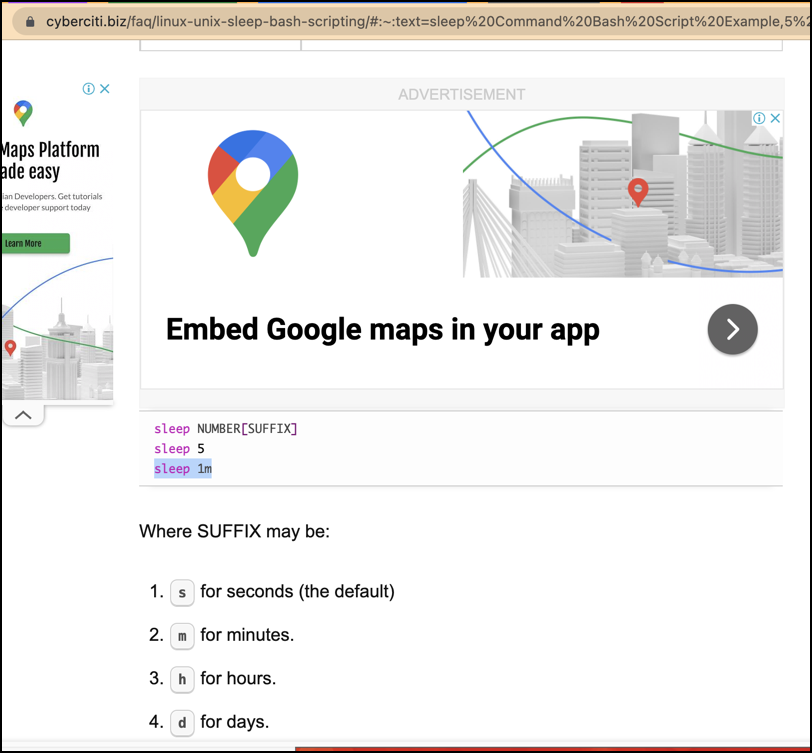 cyberciti.biz/faq/linux-unix-sleep-bash-scripting/#:~:text=sleep%20Command%20Bash%20Script%20Example,5%2
ADVERTISEMENT
Maps Platform
ade easy
ian Developers. Get tutorials
developer support today
Learn More
Embed Google maps in your app
sleep NUMBER[SUFFIX]
sleep 5
sleep 1m
Where SUFFIX may be:
1. s for seconds (the default)
2. m for minutes.
3. h for hours.
4. d for days.